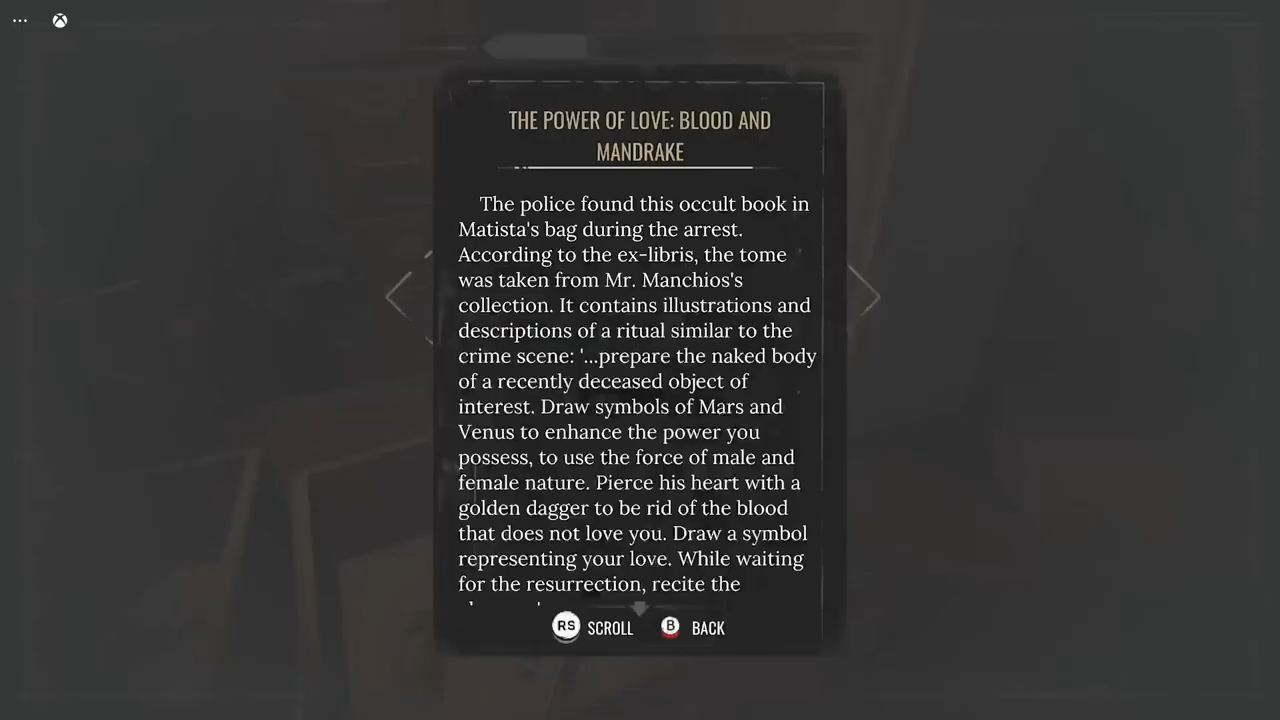 THE POWER OF LOVE: BLOOD AND
MANDRAKE
The police found this occult book in
Matista's bag during the arrest.
According to the ex-libris, the tome
was taken from Mr. Manchios's
collection. It contains illustrations and
descriptions of a ritual similar to the
crime scene: '...prepare the naked body
of a recently deceased object of
interest. Draw symbols of Mars and
Venus to enhance the power you
possess, to use the force of male and
female nature. Pierce his heart with a
golden dagger to be rid of the blood
that does not love you. Draw a symbol
representing your love. While waiting
for the resurrection, recite the
RS SCROLL B BACK